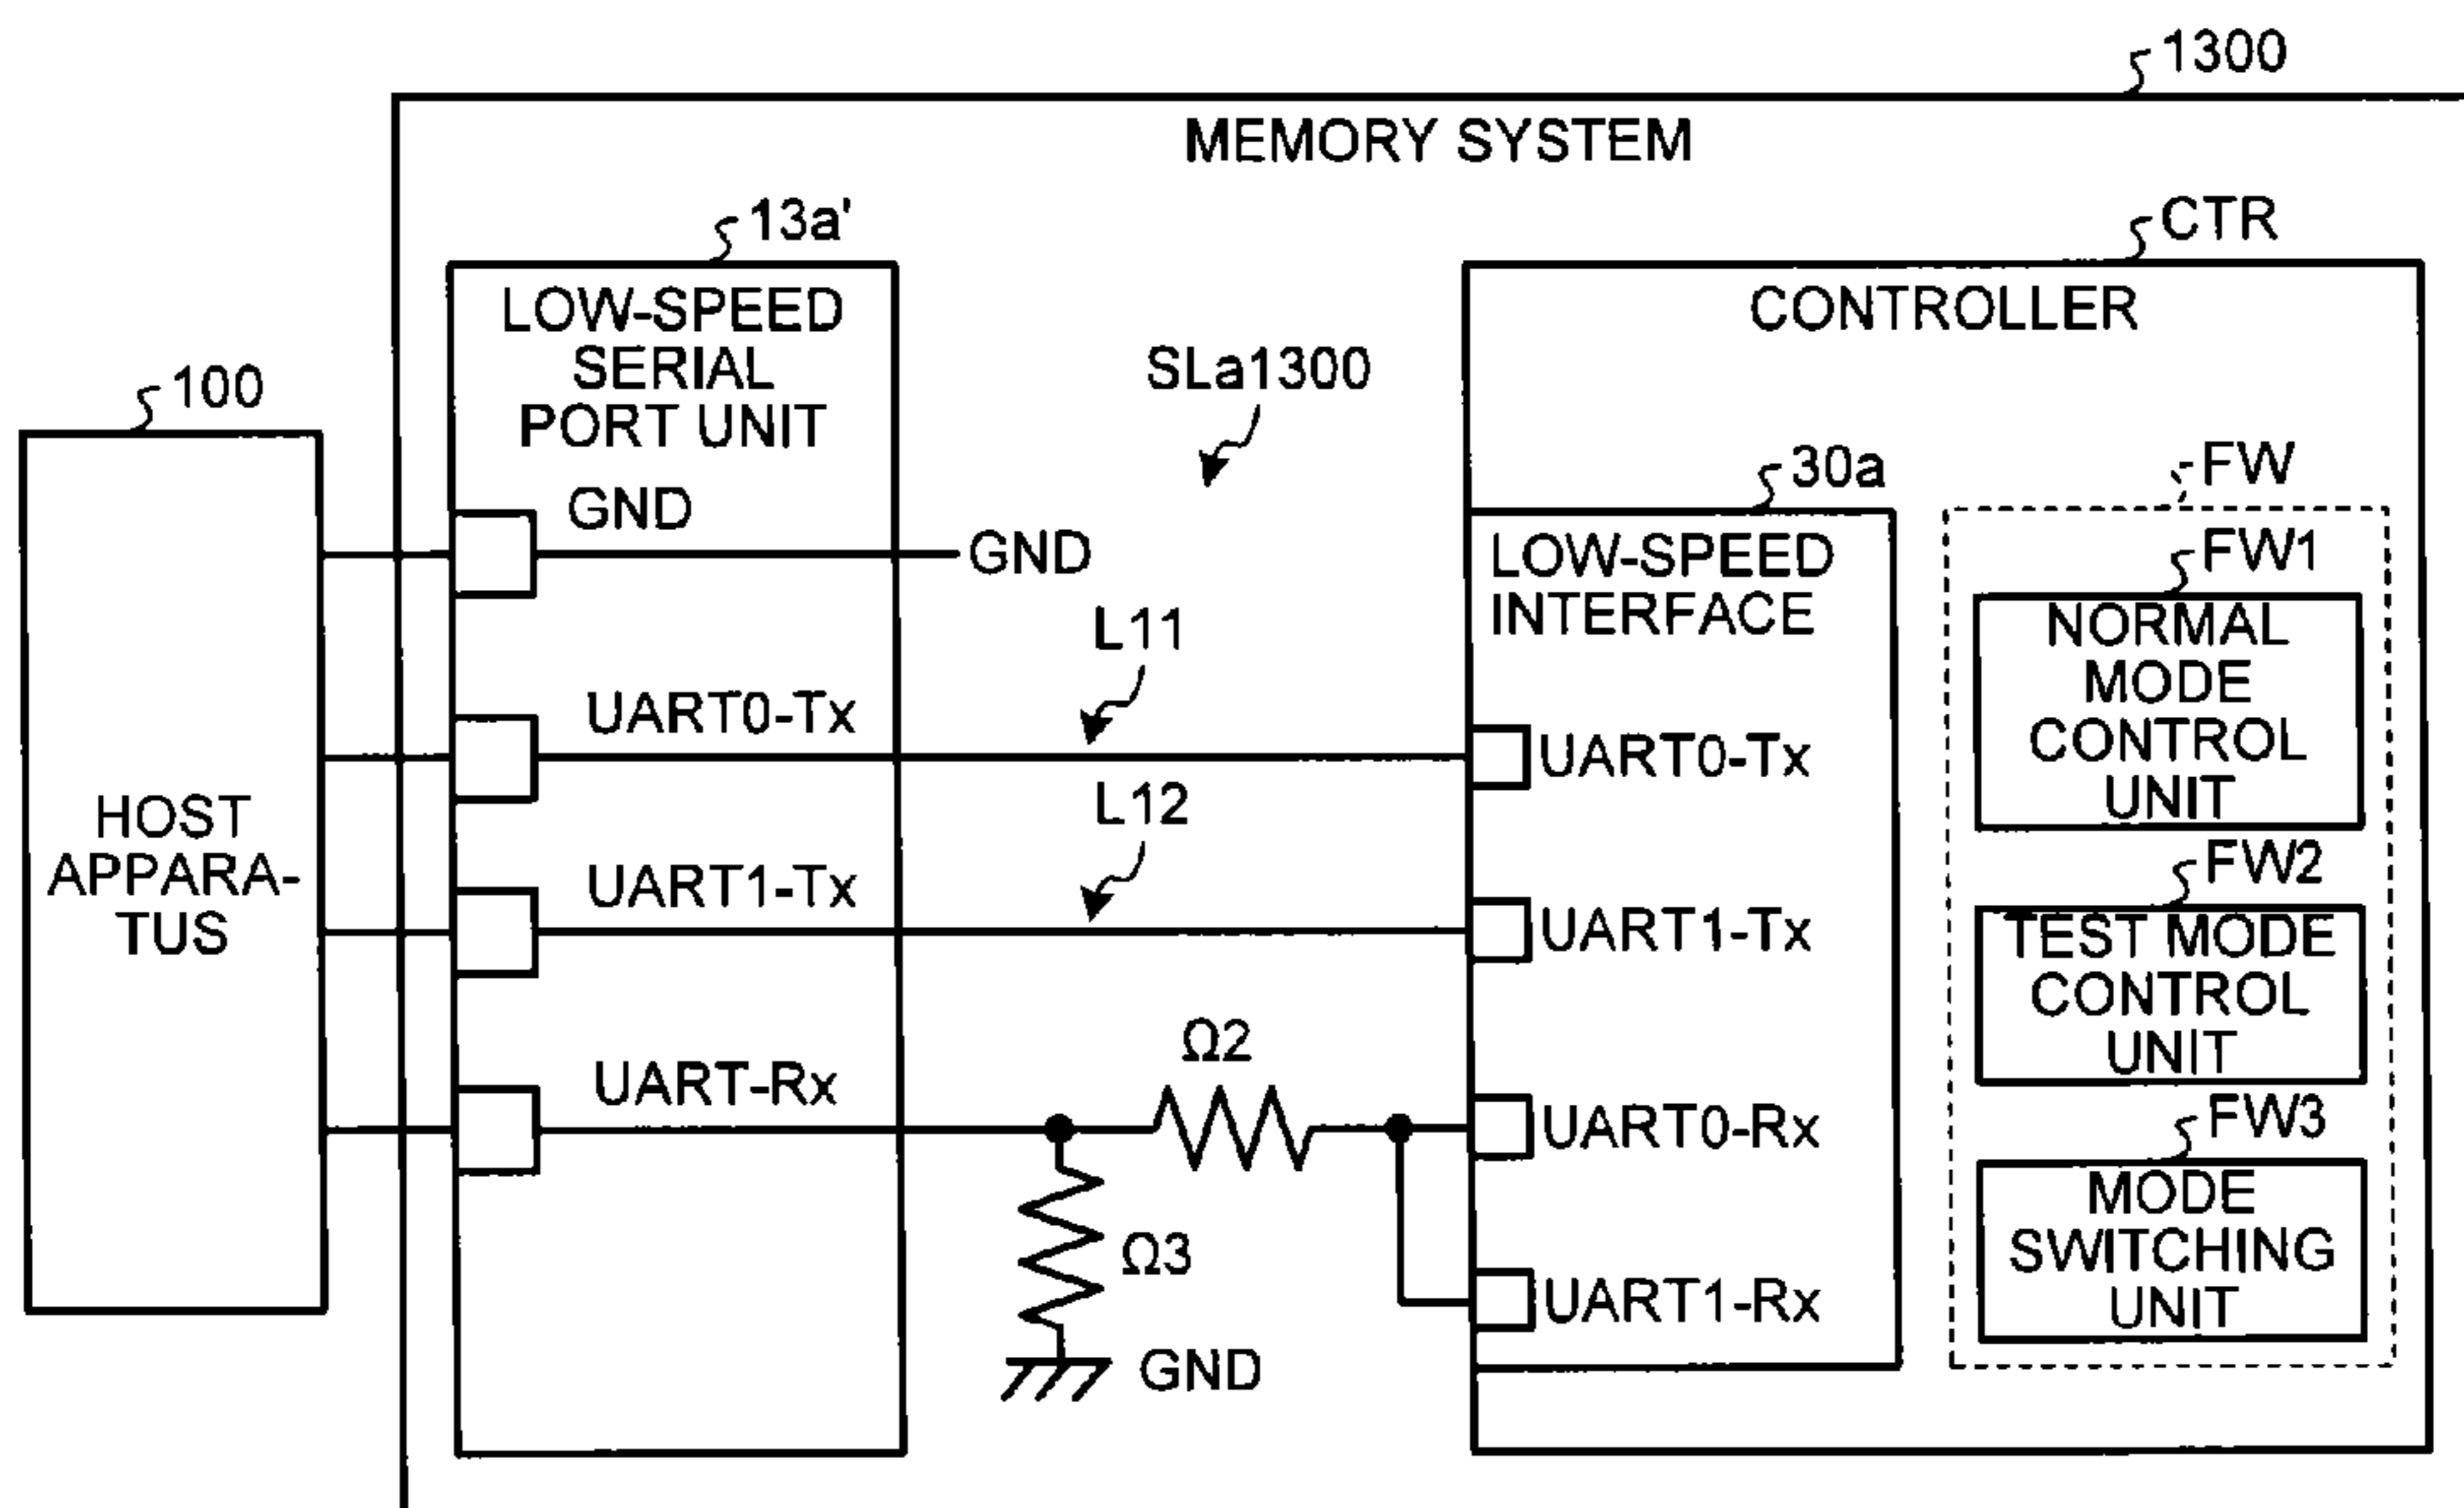 1300
MEMORY SYSTEM
13a'
CTR
LOW-SPEED
SERIAL
PORT UNIT
CONTROLLER
SLa1300
100
30a
FW
GND
GND
LOW-SPEED
INTERFACE
FW1
NORMAL
MODE
CONTROL
UNIT
L11
UART0-Tx
UART0-Tx
HOST
APPARA-
TUS
L12
UART1-Tx
UART1-Tx
FW2
TEST MODE
CONTROL
UNIT
UART-Rx
Ω2
UART0-Rx
FW3
MODE
SWITCHING
UNIT
Ω3
UART1-Rx
GND